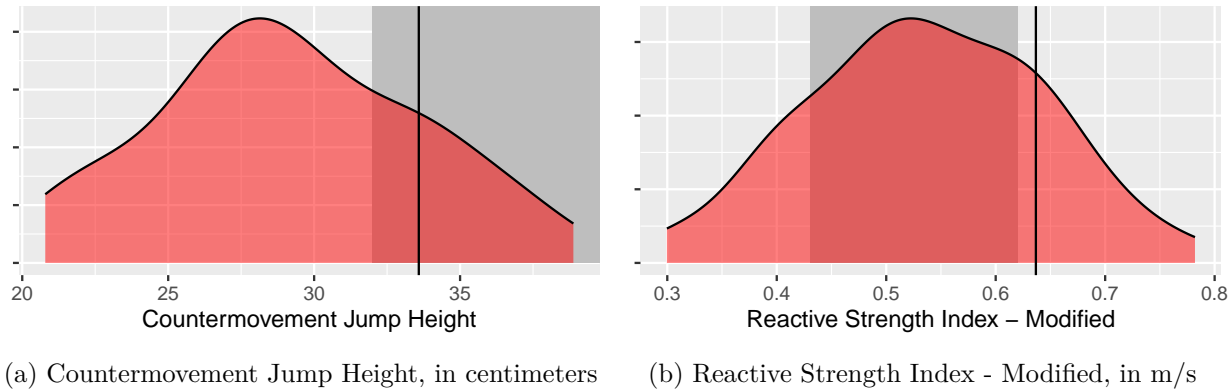 20 25 30 35
Countermovement Jump Height
(a) Countermovement Jump Height, in centimeters
0.3 0.4 0.5 0.6 0.7 0.8
Reactive Strength Index – Modified
(b) Reactive Strength Index - Modified, in m/s